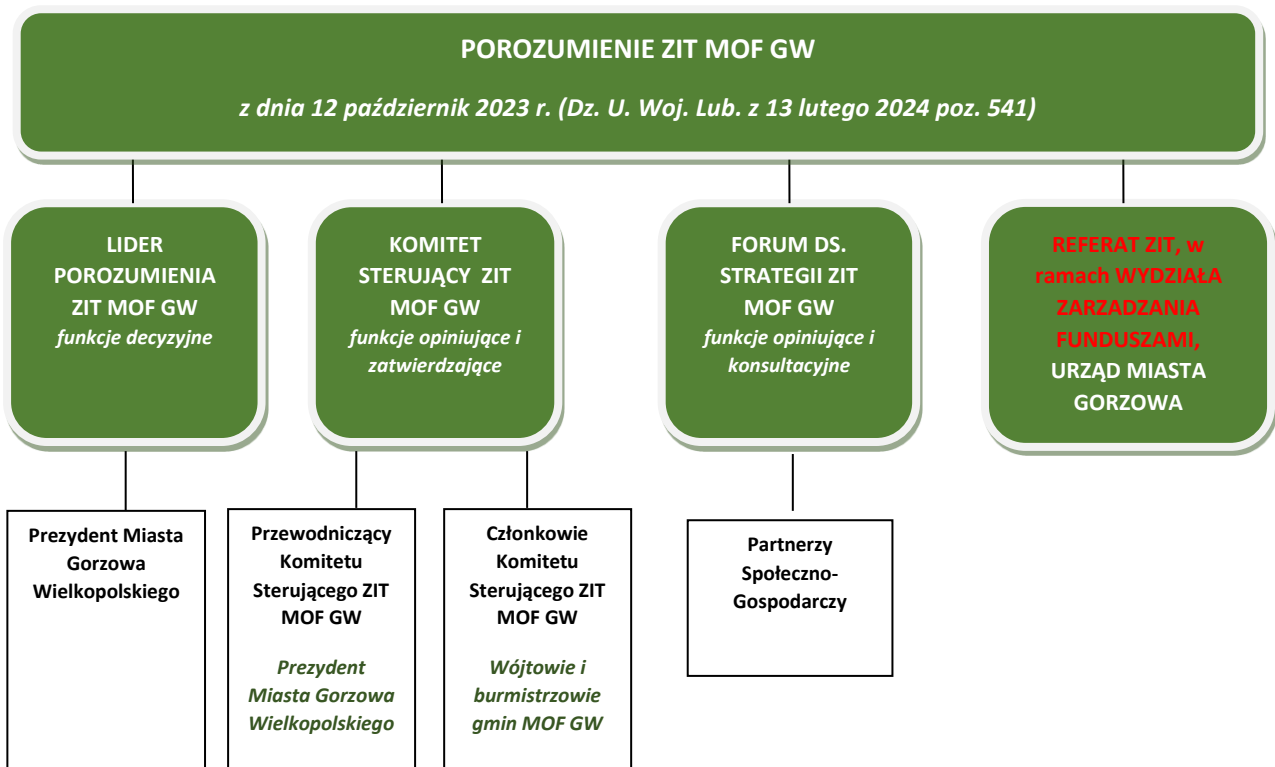 POROZUMIENIE ZIT MOF GW
z dnia 12 październik 2023 r. (Dz. U. Woj. Lub. z 13 lutego 2024 poz. 541)
LIDER
POROZUMIENIA
ZIT MOF GW
funkcje decyzyjne
KOMITET
STERUJĄCY ZIT
MOF GW
funkcje opiniujące i
zatwierdzające
FORUM DS.
STRATEGII ZIT
MOF GW
funkcje opiniujące i
konsultacyjne
REFERAT ZIT, w
ramach WYDZIAŁA
ZARZADZANIA
FUNDUSZAMI,
URZĄD MIASTA
GORZOWA
Prezydent Miasta
Gorzowa
Wielkopolskiego
Przewodniczący
Komitetu
Sterującego ZIT
MOF GW
Prezydent
Miasta Gorzowa
Wielkopolskiego
Członkowie
Komitetu
Sterującego ZIT
MOF GW
Wójtowie i
burmistrzowie
gmin MOF GW
Partnerzy
Społeczno-
Gospodarczy